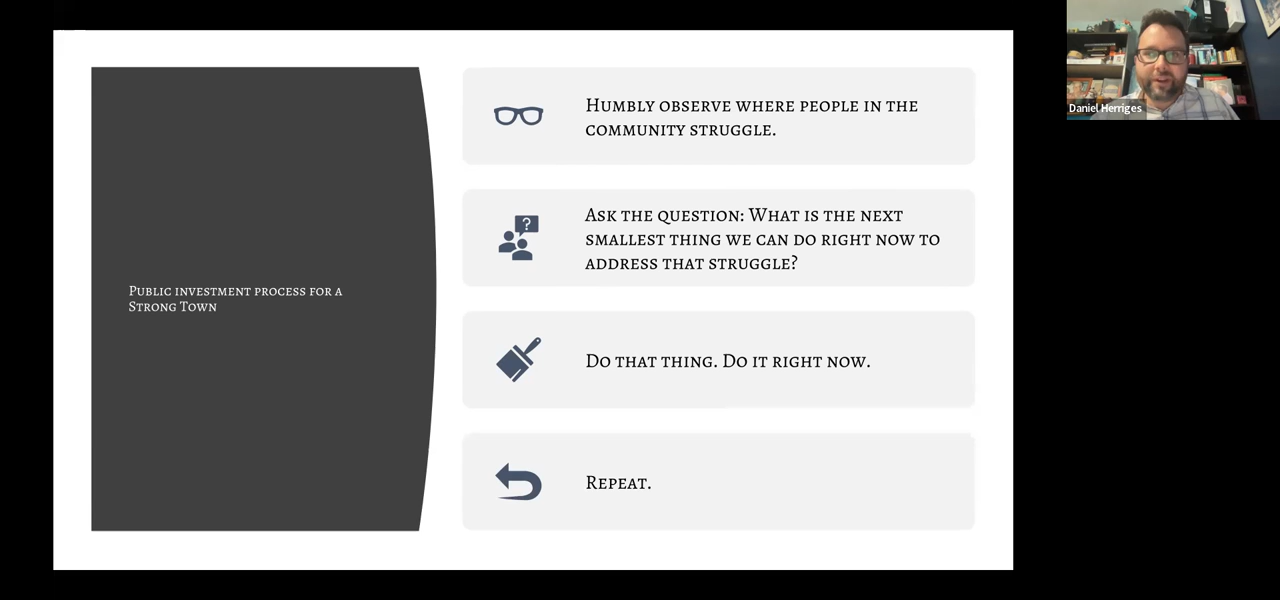 Public investment process for a
Strong Town
Humbly observe where people in the
community struggle.
?
Ask the question: What is the next
smallest thing we can do right now to
address that struggle?
Do that thing. Do it right now.
Repeat.
Daniel Herriges